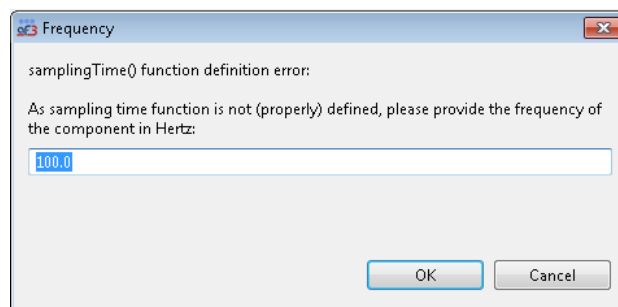 oF3 Frequency
samplingTime() function definition error:
As sampling time function is not (properly) defined, please provide the frequency of
the component in Hertz:
100.0
OK Cancel